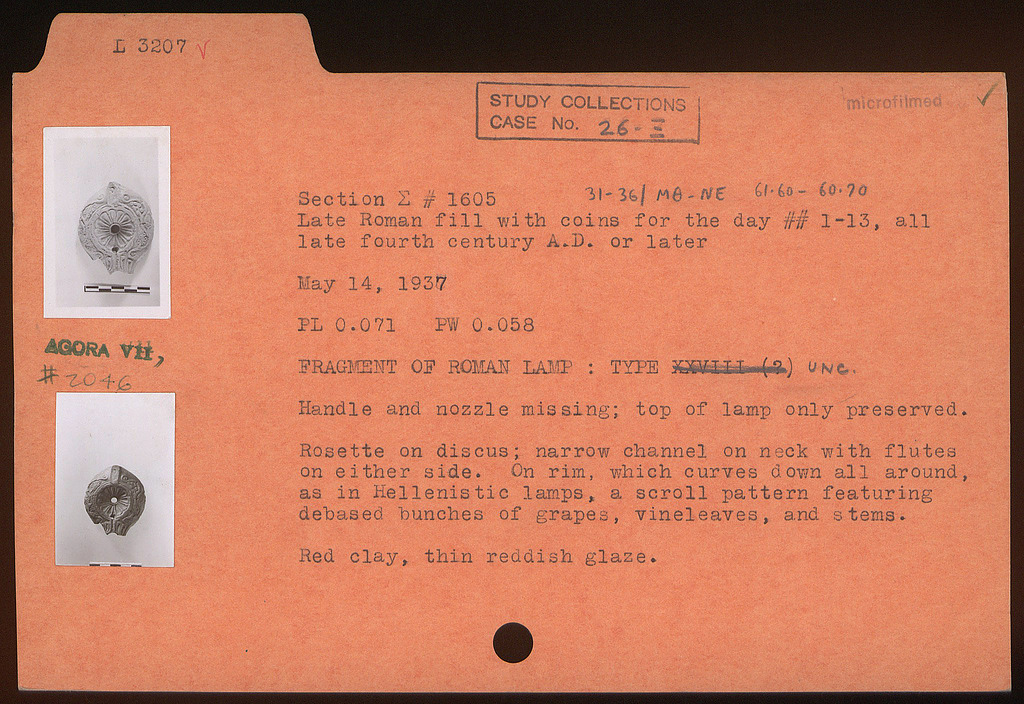 L 3207 √
STUDY COLLECTIONS
CASE No. 26-Ξ
microfilmed ✓
Section Σ # 1605 31-36/ ΜΘ-ΝΕ 61·60 - 60·70
Late Roman fill with coins for the day ## 1-13, all
late fourth century A.D. or later
May 14, 1937
PL 0.071 PW 0.058
AGORA VII,
# 2046
FRAGMENT OF ROMAN LAMP : TYPE XXVIII (?) UNC.
Handle and nozzle missing; top of lamp only preserved.
Rosette on discus; narrow channel on neck with flutes
on either side. On rim, which curves down all around,
as in Hellenistic lamps, a scroll pattern featuring
debased bunches of grapes, vineleaves, and stems.
Red clay, thin reddish glaze.